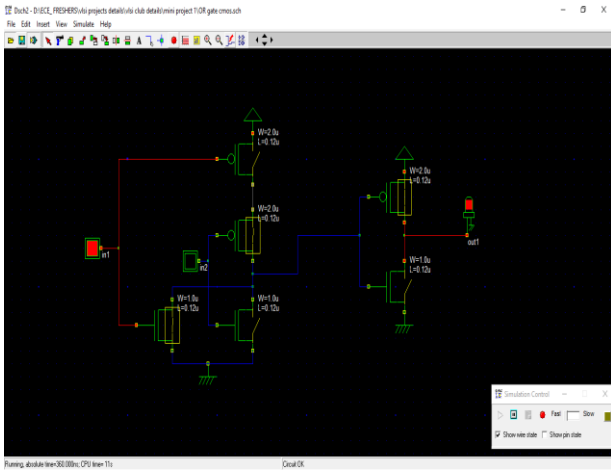 Dsch2 - D:\ECE_FRESHERS\vlsi projects details\vlsi club details\mini project 1\OR gate cmos.sch
File Edit Insert View Simulate Help
W=2.0u
L=0.12u
W=2.0u
L=0.12u
W=2.0u
L=0.12u
in1
in2
out1
W=1.0u
L=0.12u
W=1.0u
L=0.12u
W=1.0u
L=0.12u
Simulation Control
Fast
Slow
Show wire state
Show pin state
Running, absolute time=360.000ns; CPU time= 11s
Circuit OK